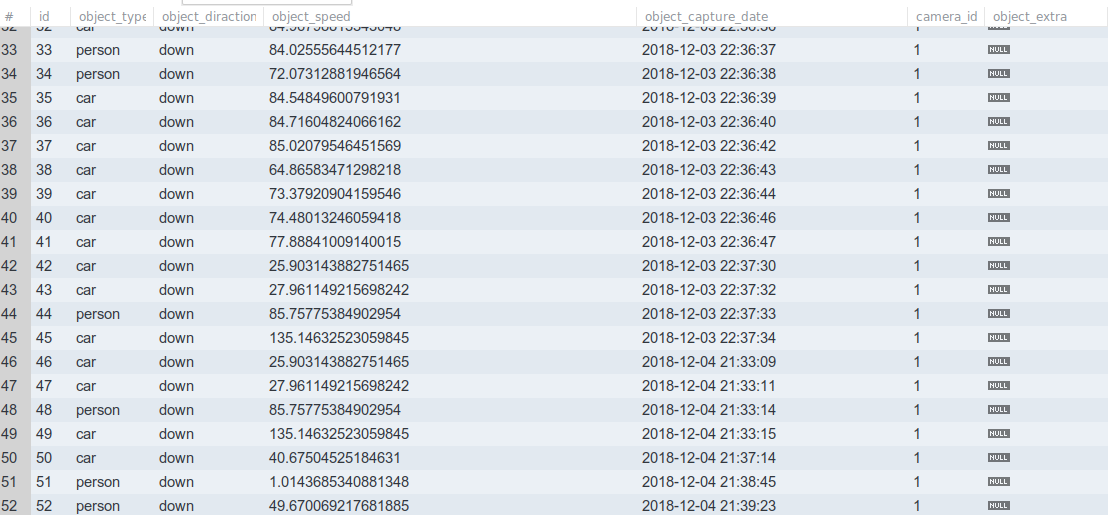 # id object_type object_diraction object_speed object_capture_date camera_id object_extra
33 33 person down 84.02555644512177 2018-12-03 22:36:37 1 NULL
34 34 person down 72.07312881946564 2018-12-03 22:36:38 1 NULL
35 35 car down 84.54849600791931 2018-12-03 22:36:39 1 NULL
36 36 car down 84.71604824066162 2018-12-03 22:36:40 1 NULL
37 37 car down 85.02079546451569 2018-12-03 22:36:42 1 NULL
38 38 car down 64.86583471298218 2018-12-03 22:36:43 1 NULL
39 39 car down 73.37920904159546 2018-12-03 22:36:44 1 NULL
40 40 car down 74.48013246059418 2018-12-03 22:36:46 1 NULL
41 41 car down 77.88841009140015 2018-12-03 22:36:47 1 NULL
42 42 car down 25.903143882751465 2018-12-03 22:37:30 1 NULL
43 43 car down 27.961149215698242 2018-12-03 22:37:32 1 NULL
44 44 person down 85.75775384902954 2018-12-03 22:37:33 1 NULL
45 45 car down 135.14632523059845 2018-12-03 22:37:34 1 NULL
46 46 car down 25.903143882751465 2018-12-04 21:33:09 1 NULL
47 47 car down 27.961149215698242 2018-12-04 21:33:11 1 NULL
48 48 person down 85.75775384902954 2018-12-04 21:33:14 1 NULL
49 49 car down 135.14632523059845 2018-12-04 21:33:15 1 NULL
50 50 car down 40.67504525184631 2018-12-04 21:37:14 1 NULL
51 51 person down 1.0143685340881348 2018-12-04 21:38:45 1 NULL
52 52 person down 49.670069217681885 2018-12-04 21:39:23 1 NULL